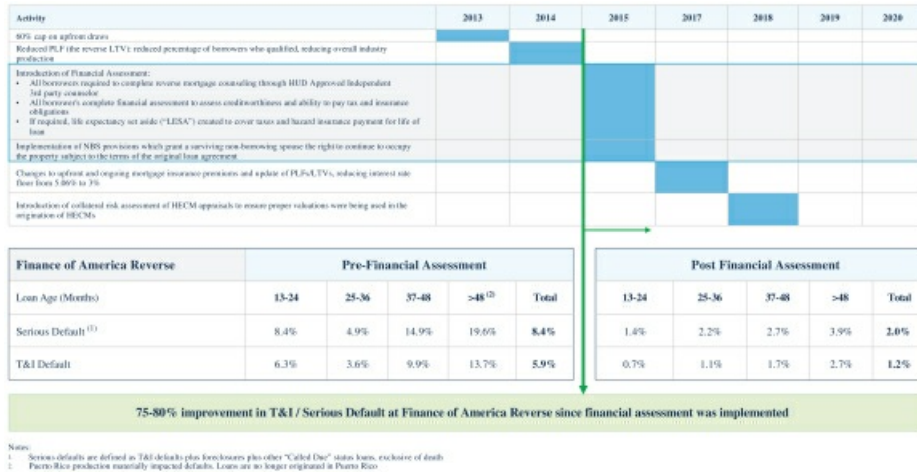 Activity 2013 2014 2015 2017 2018 2019 2020
60% cap on upfront draws
Reduced PLF (the reverse LTV): reduced percentage of borrowers who qualified, reducing overall industry
production
Introduction of Financial Assessment:
• All borrowers required to complete reverse mortgage counseling through HUD Approved Independent
3rd party counselor
• All borrower's complete financial assessment to assess creditworthiness and ability to pay tax and insurance
obligations
• If required, life expectancy set aside ("LESA") created to cover taxes and hazard insurance payment for life of
loan
Implementation of NBS provisions which grant a surviving non-borrowing spouse the right to continue to occupy
the property subject to the terms of the original loan agreement
Changes to upfront and ongoing mortgage insurance premiums and update of PLFs/LTVs, reducing interest rate
floor from 5.06% to 3%
Introduction of collateral risk assessment of HECM appraisals to ensure proper valuations were being used in the
origination of HECMs
Finance of America Reverse Pre-Financial Assessment Post Financial Assessment
Loan Age (Months) 13-24 25-36 37-48 >48 (2) Total 13-24 25-36 37-48 >48 Total
Serious Default (1) 8.4% 4.9% 14.9% 19.6% 8.4% 1.4% 2.2% 2.7% 3.9% 2.0%
T&I Default 6.3% 3.6% 9.9% 13.7% 5.9% 0.7% 1.1% 1.7% 2.7% 1.2%
75-80% improvement in T&I / Serious Default at Finance of America Reverse since financial assessment was implemented
Notes:
1. Serious defaults are defined as T&I defaults plus foreclosures plus other "Called Due" status loans, exclusive of death
2. Puerto Rico production materially impacted defaults. Loans are no longer originated in Puerto Rico